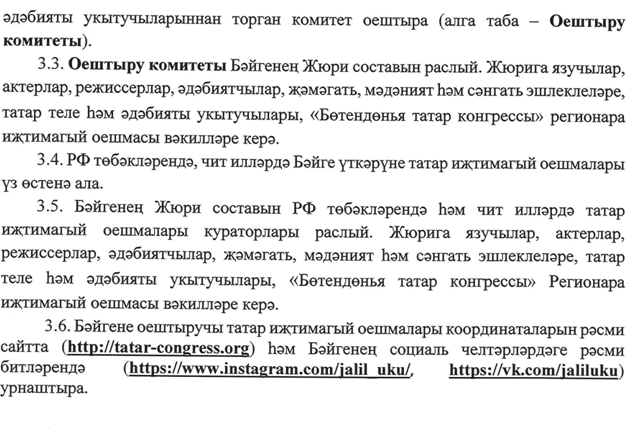 әдәбияты укытучыларыннан торган комитет оештыра (алга таба – Оештыру
комитеты).
3.3. Оештыру комитеты Бәйгенең Жюри составын раслый. Жюрига язучылар,
актерлар, режиссерлар, әдәбиятчылар, җәмәгать, мәдәният һәм сәнгать эшлеклеләре,
татар теле һәм әдәбияты укытучылары, «Бөтендөнья татар конгрессы» регионара
иҗтимагый оешмасы вәкилләре керә.
3.4. РФ төбәкләрендә, чит илләрдә Бәйге үткәрүне татар иҗтимагый оешмалары
үз өстенә ала.
3.5. Бәйгенең Жюри составын РФ төбәкләрендә һәм чит илләрдә татар
иҗтимагый оешмалары кураторлары раслый. Жюрига язучылар, актерлар,
режиссерлар, әдәбиятчылар, җәмәгать, мәдәният һәм сәнгать эшлеклеләре, татар
теле һәм әдәбияты укытучылары, «Бөтендөнья татар конгрессы» Регионара
иҗтимагый оешмасы вәкилләре керә.
3.6. Бәйгене оештыручы татар иҗтимагый оешмалары координаталарын рәсми
сайтта (http://tatar-congress.org) һәм Бәйгенең социаль челтәрләрдәге рәсми
битләрендә (https://www.instagram.com/jalil_uku/, https://vk.com/jaliluku)
урнаштыра.